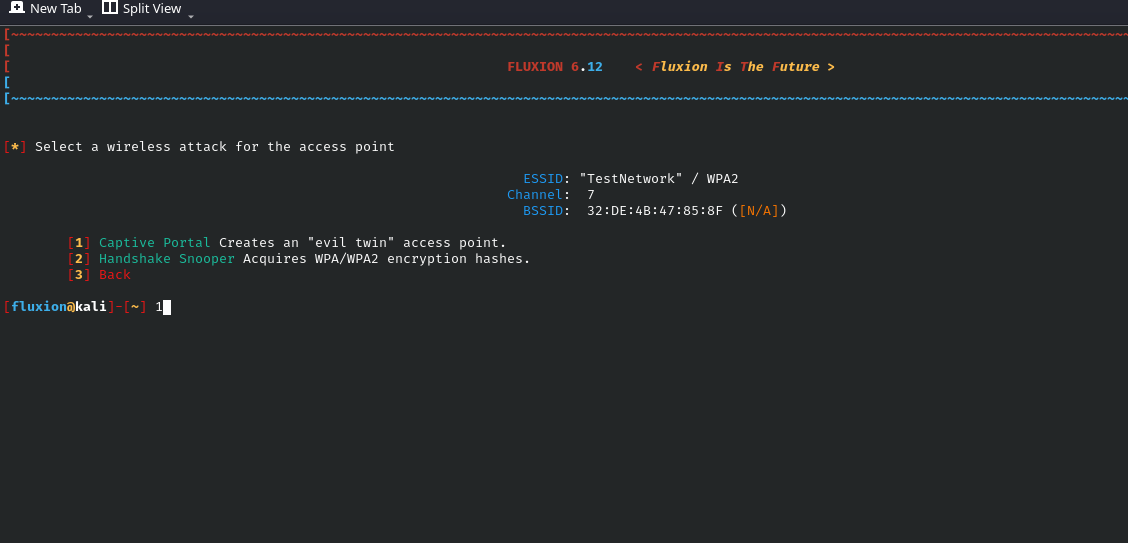 New Tab Split View
[~~~~~~~~~~~~~~~~~~~~~~~~~~~~~~~~~~~~~~~~~~~~~~~~~~~~~~~~~~~~~~~~~~~~~~~~~~~~~~~~~~~~~~~~~~~~~~~~~~~~~~~~~~~~~~~~~~~~~~~~~~~~~~~~~~~~~~~~~~~~
[
[ FLUXION 6.12 < Fluxion Is The Future >
[
[~~~~~~~~~~~~~~~~~~~~~~~~~~~~~~~~~~~~~~~~~~~~~~~~~~~~~~~~~~~~~~~~~~~~~~~~~~~~~~~~~~~~~~~~~~~~~~~~~~~~~~~~~~~~~~~~~~~~~~~~~~~~~~~~~~~~~~~~~~~~
[*] Select a wireless attack for the access point
ESSID: "TestNetwork" / WPA2
Channel: 7
BSSID: 32:DE:4B:47:85:8F ([N/A])
[1] Captive Portal Creates an "evil twin" access point.
[2] Handshake Snooper Acquires WPA/WPA2 encryption hashes.
[3] Back
[fluxion@kali]-[~] 1